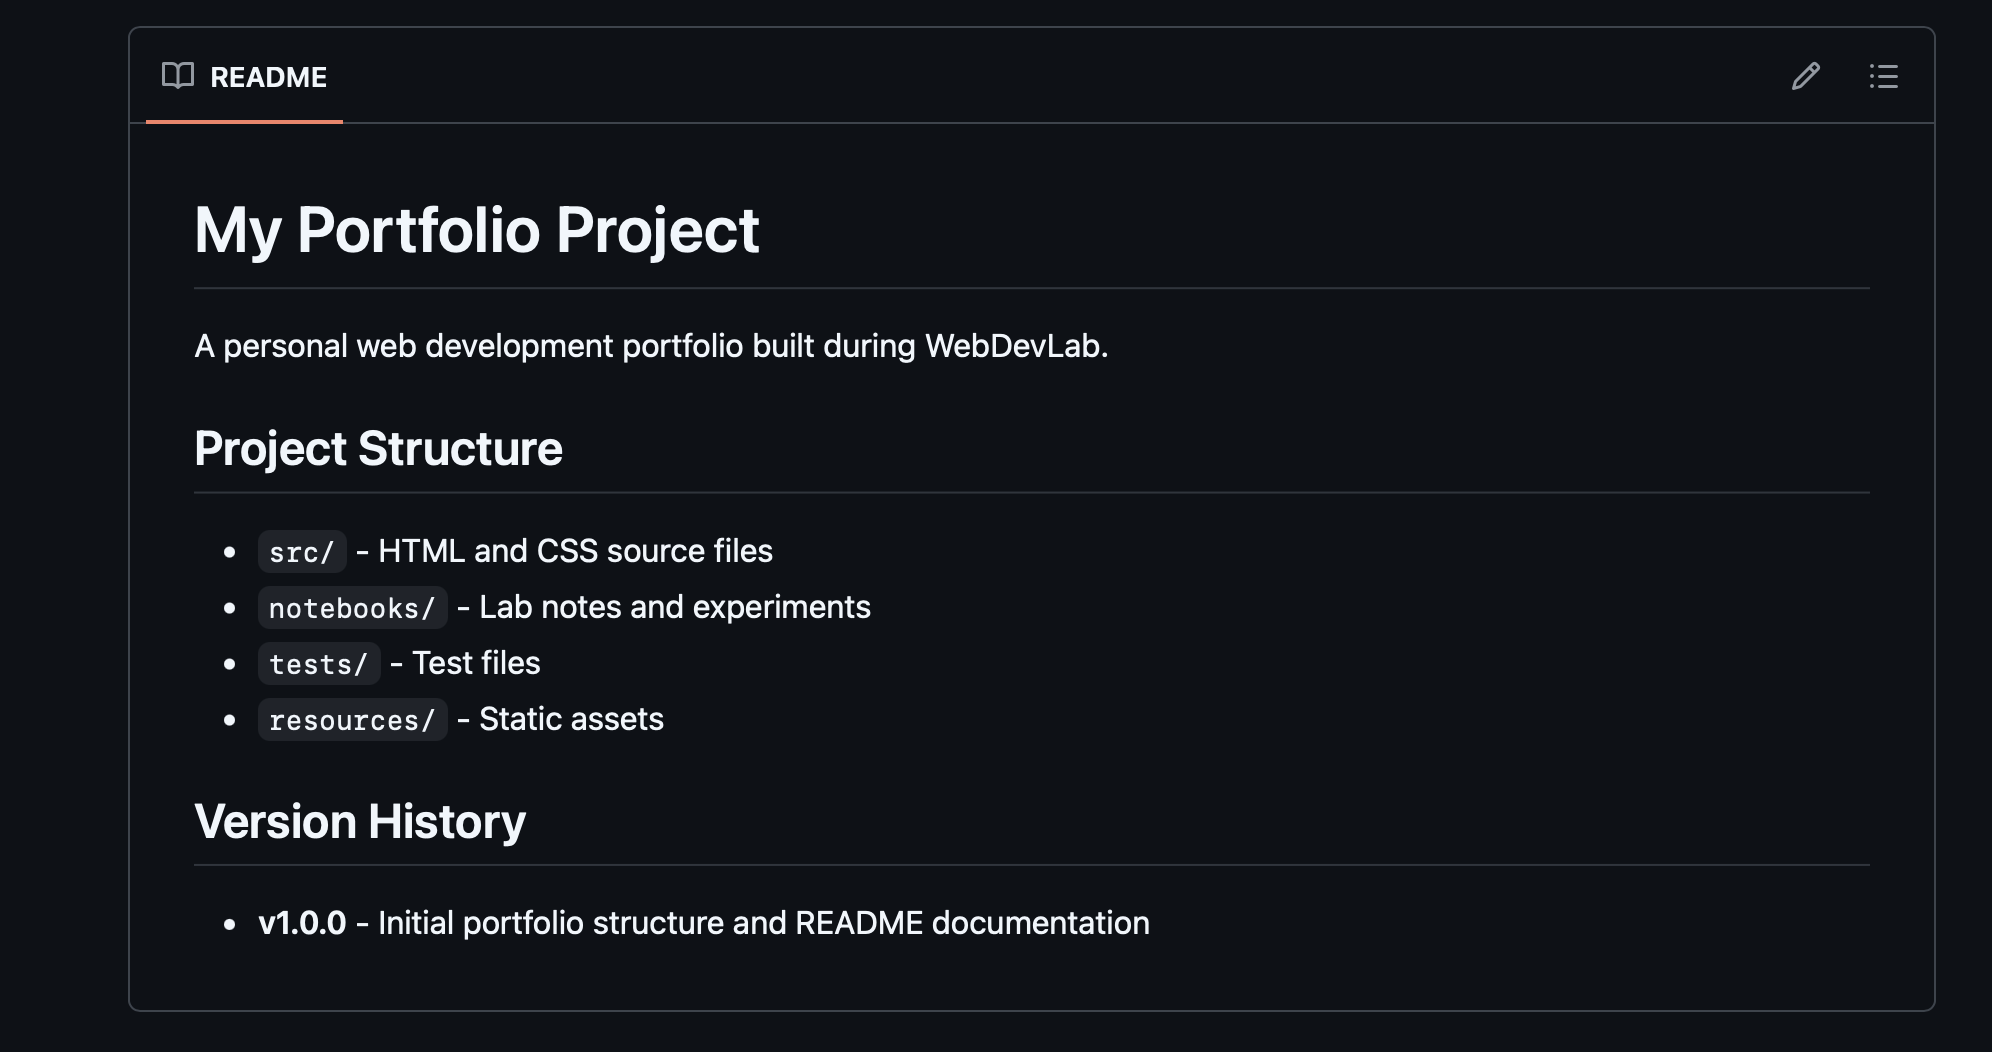 README
My Portfolio Project
A personal web development portfolio built during WebDevLab.
Project Structure
src/ - HTML and CSS source files
notebooks/ - Lab notes and experiments
tests/ - Test files
resources/ - Static assets
Version History
v1.0.0 - Initial portfolio structure and README documentation